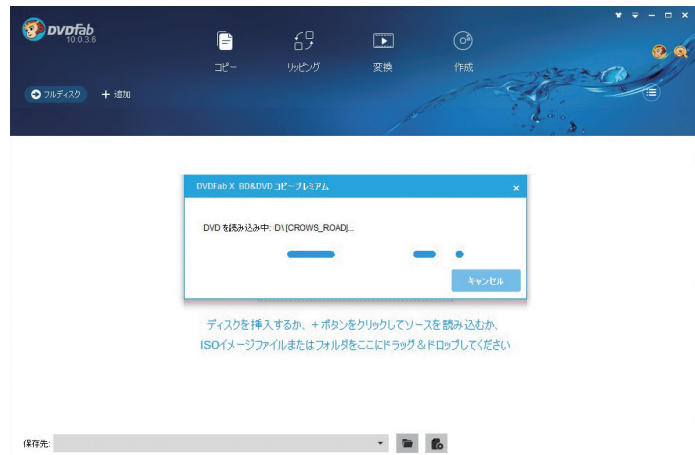 DVDFab
10.0.3.6
コピー
リッピング
変換
作成
フルディスク
追加
DVDFab X BD&DVD コピープレミアム
DVD を読み込み中: D:\ [CROWS_ROAD]...
キャンセル
ディスクを挿入するか、+ボタンをクリックしてソースを読み込むか、
ISOイメージファイルまたはフォルダをここにドラッグ&ドロップしてください
保存先: